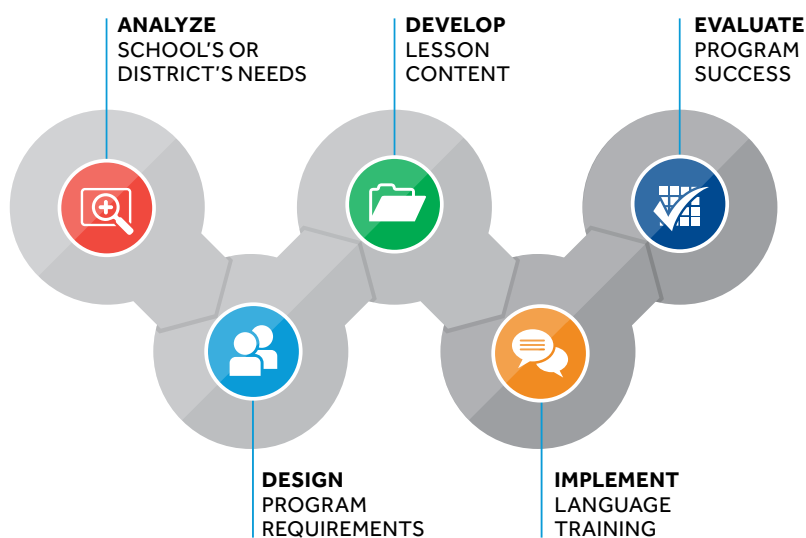 ANALYZE
SCHOOL'S OR
DISTRICT'S NEEDS
DEVELOP
LESSON
CONTENT
EVALUATE
PROGRAM
SUCCESS
DESIGN
PROGRAM
REQUIREMENTS
IMPLEMENT
LANGUAGE
TRAINING